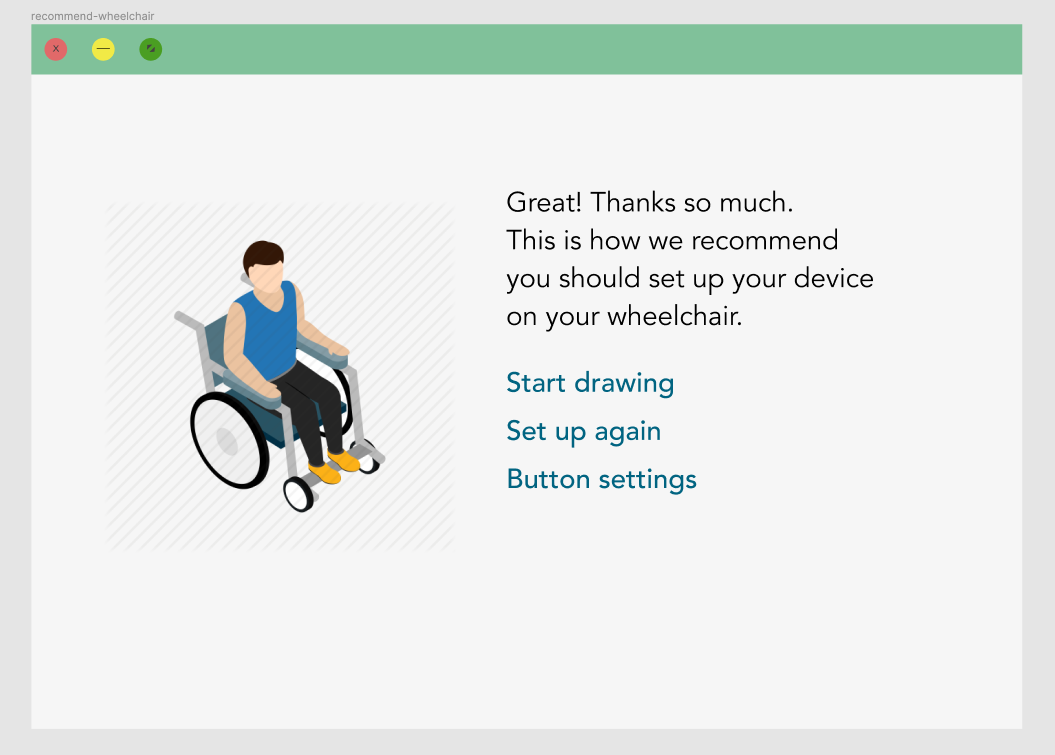 recommend-wheelchair
x
Great! Thanks so much.
This is how we recommend
you should set up your device
on your wheelchair.
Start drawing
Set up again
Button settings